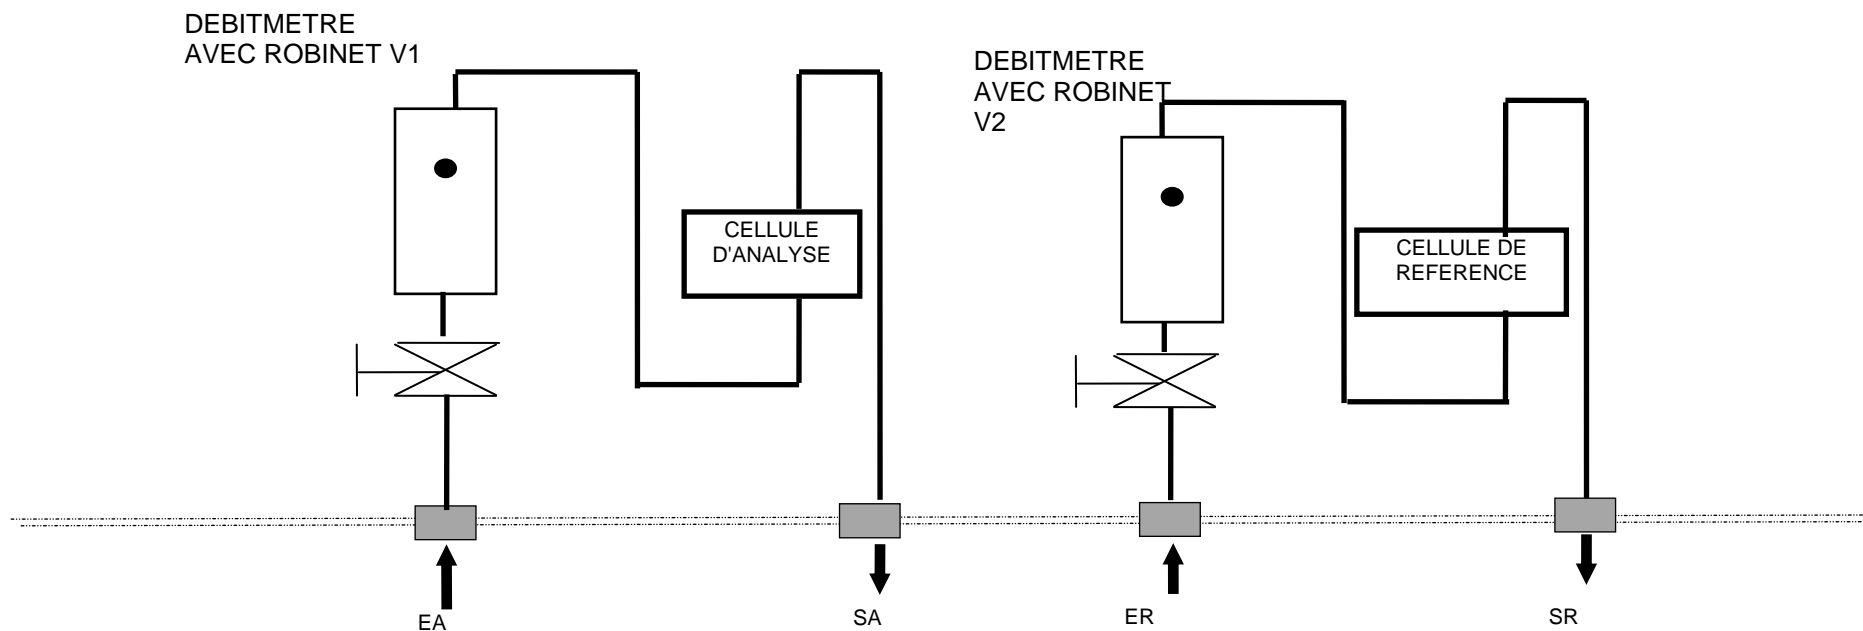 DEBITMETRE
AVEC ROBINET V1
DEBITMETRE
AVEC ROBINET
V2
CELLULE
D'ANALYSE
CELLULE DE
REFERENCE
EA
SA
ER
SR